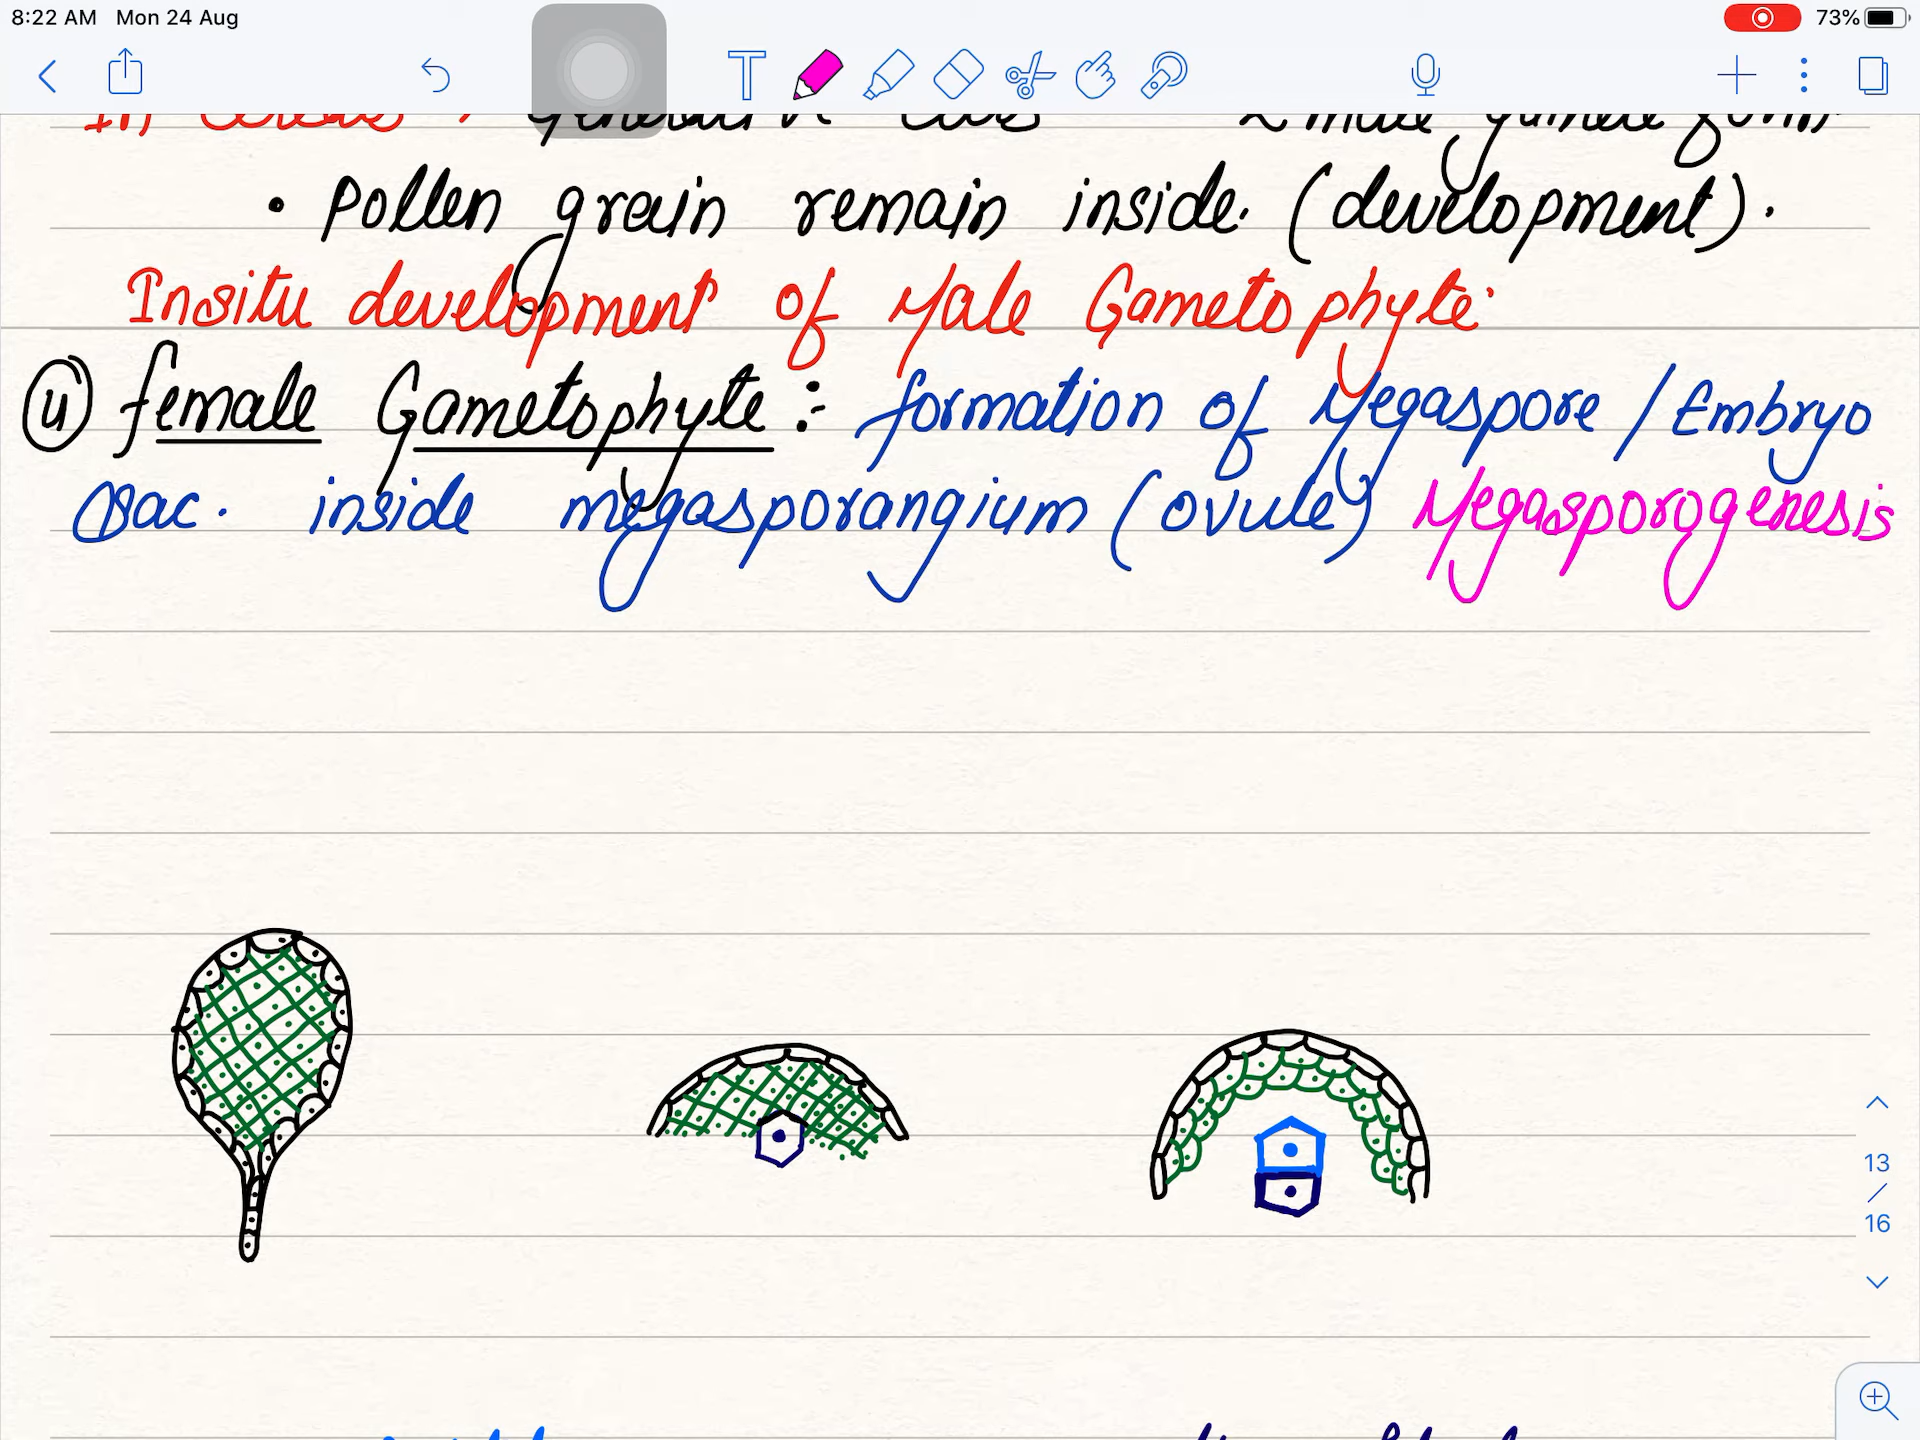 8:22 AM Mon 24 Aug
73%
T
• Pollen grain remain inside. (development).
Insitu development of Male Gametophyte.
(ii) female Gametophyte :- formation of Megaspore / Embryo
sac. inside megasporangium (ovule) Megasporogenesis
13
/
16